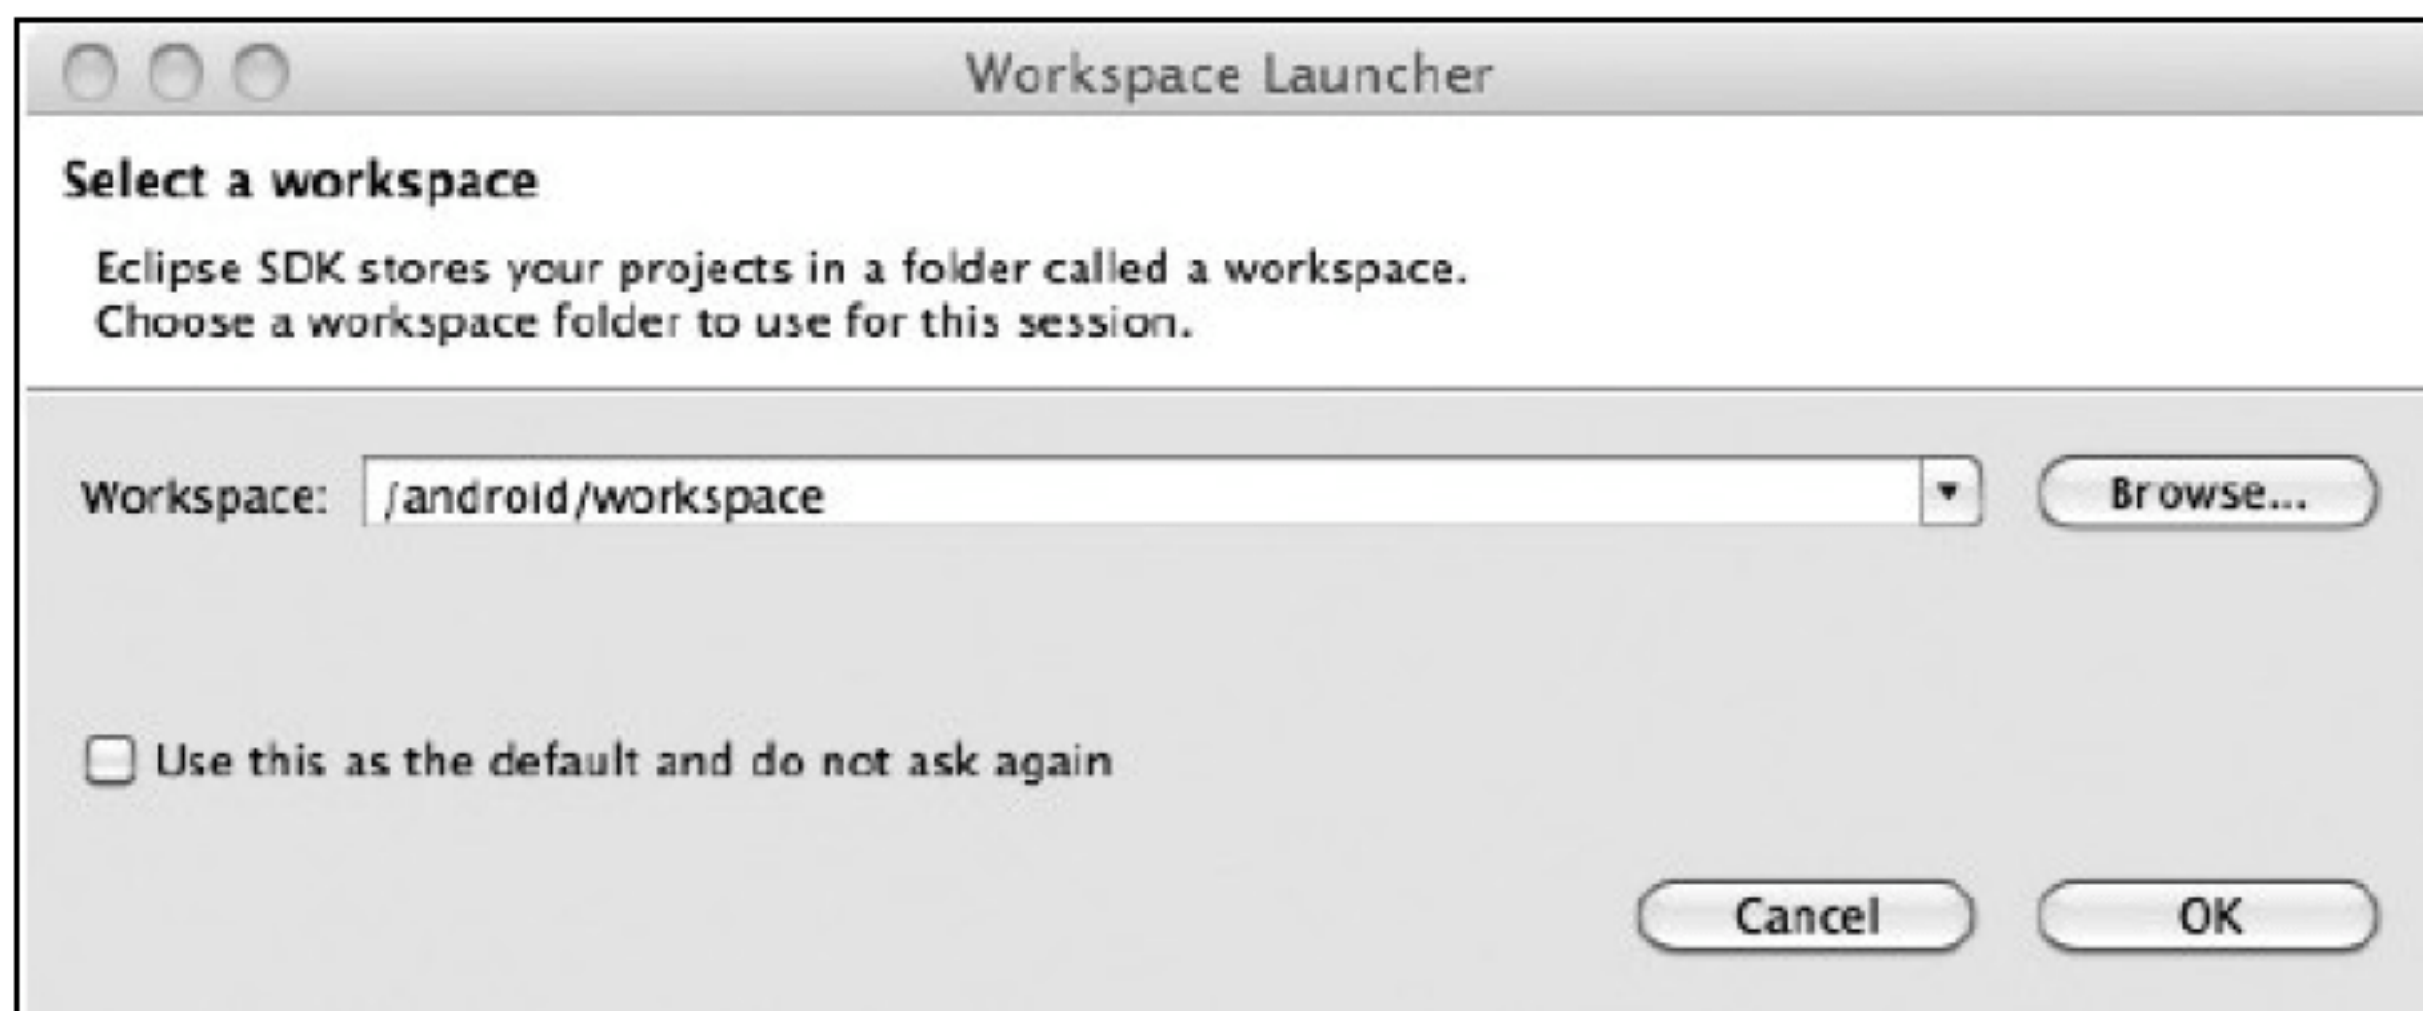 Workspace Launcher
Select a workspace
Eclipse SDK stores your projects in a folder called a workspace.
Choose a workspace folder to use for this session.
Workspace: /android/workspace Browse...
Use this as the default and do not ask again
Cancel OK